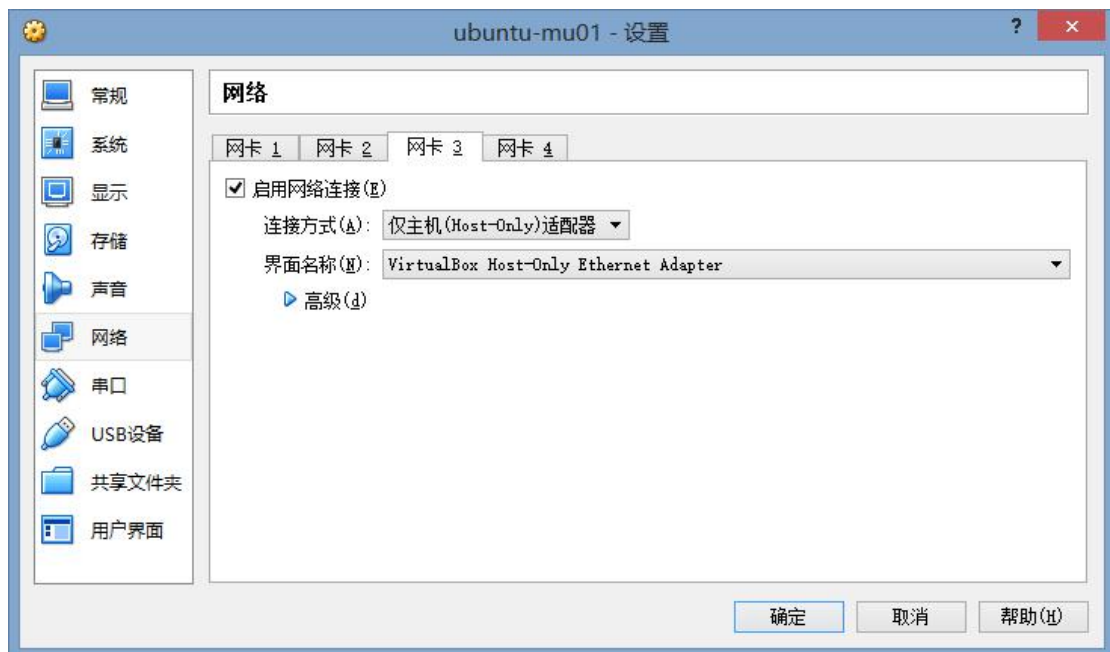 ubuntu-mu01 - 设置
?
×
常规
系统
显示
存储
声音
网络
串口
USB设备
共享文件夹
用户界面
网络
网卡 1 网卡 2 网卡 3 网卡 4
启用网络连接(E)
连接方式(A): 仅主机(Host-Only)适配器
界面名称(N): VirtualBox Host-Only Ethernet Adapter
高级(d)
确定 取消 帮助(H)